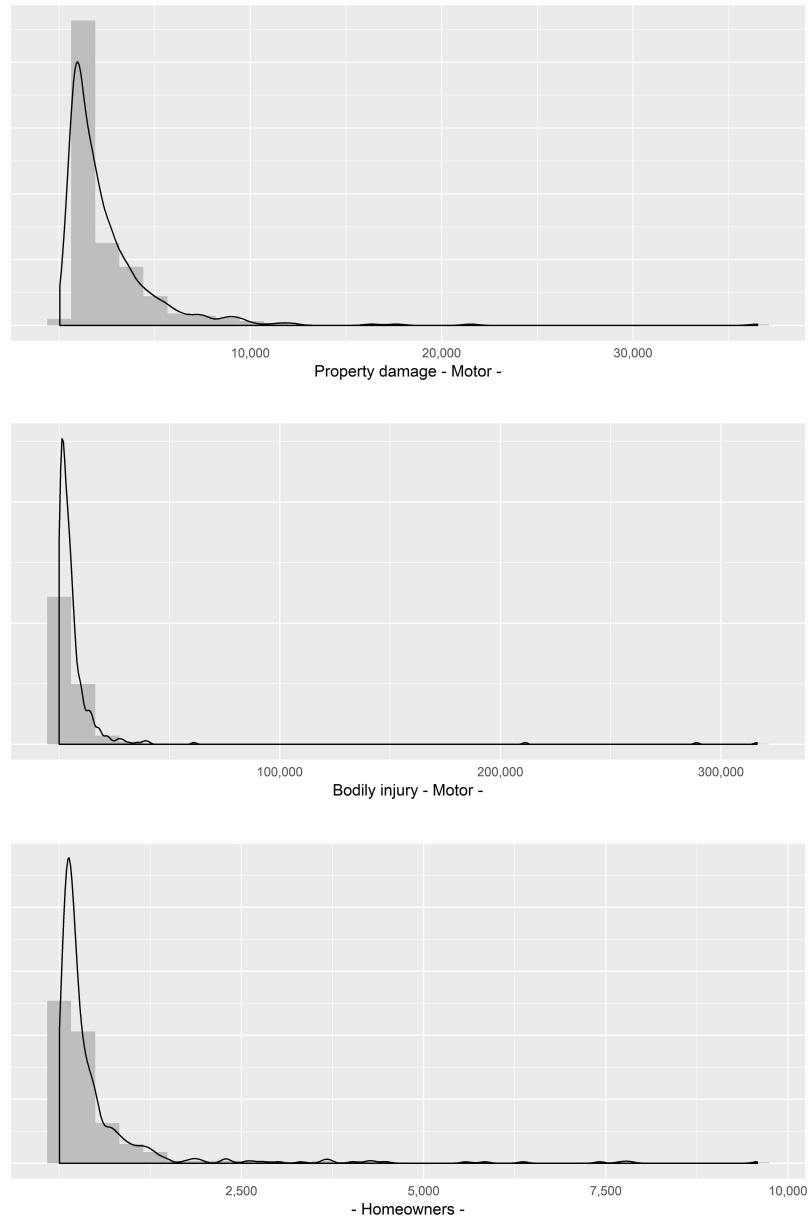 10,000 20,000 30,000
Property damage - Motor -
100,000 200,000 300,000
Bodily injury - Motor -
2,500 5,000 7,500 10,000
- Homeowners -